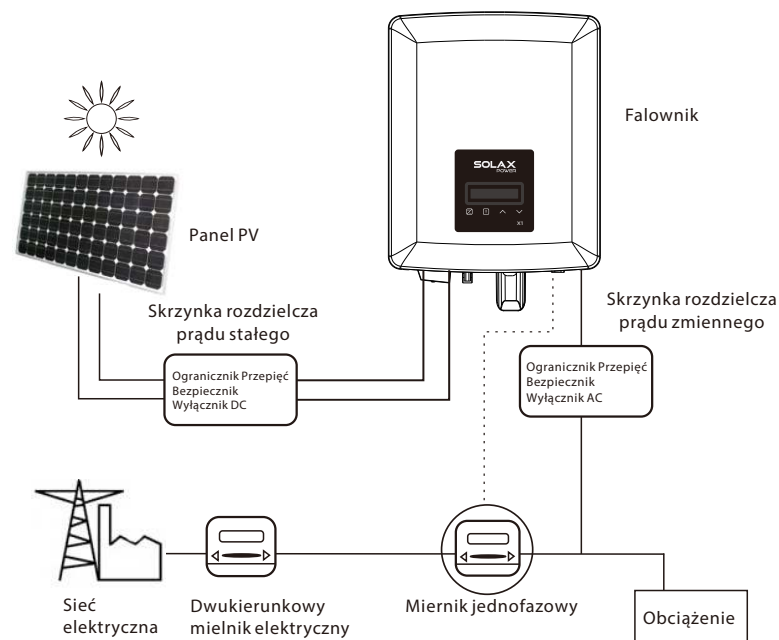 Falownik
SOLAX
POWER
X1
Panel PV
Skrzynka rozdzielcza
prądu stałego
Skrzynka rozdzielcza
prądu zmiennego
Ogranicznik Przepięć
Bezpiecznik
Wyłącznik DC
Ogranicznik Przepięć
Bezpiecznik
Wyłącznik AC
Sieć
elektryczna
Dwukierunkowy
mielnik elektryczny
Miernik jednofazowy
Obciążenie